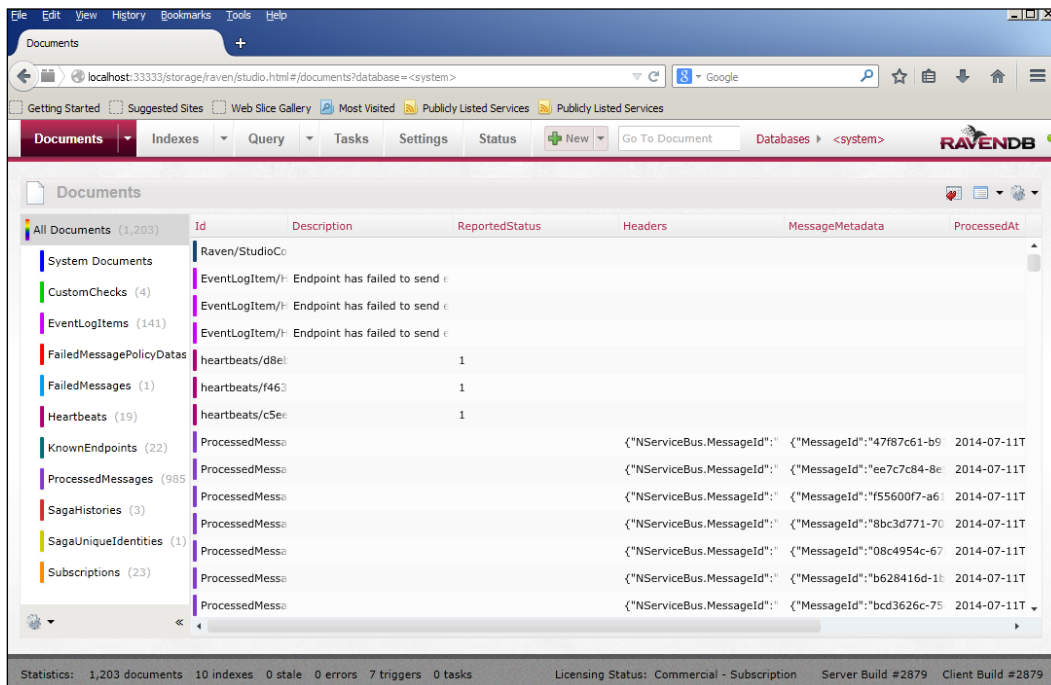 File Edit View History Bookmarks Tools Help
Documents
localhost:33333/storage/raven/studio.html#/documents?database=<system>
Google
Getting Started Suggested Sites Web Slice Gallery Most Visited Publicly Listed Services Publicly Listed Services
Documents Indexes Query Tasks Settings Status New Go To Document Databases <system> RAVENDB
Documents
All Documents (1,203)
System Documents
CustomChecks (4)
EventLogItems (141)
FailedMessagePolicyDatas
FailedMessages (1)
Heartbeats (19)
KnownEndpoints (22)
ProcessedMessages (985
SagaHistories (3)
SagaUniqueIdentities (1)
Subscriptions (23)
Id Description ReportedStatus Headers MessageMetadata ProcessedAt
Raven/StudioCo
EventLogItem/H Endpoint has failed to send e
EventLogItem/H Endpoint has failed to send e
EventLogItem/H Endpoint has failed to send e
heartbeats/d8eb 1
heartbeats/f463 1
heartbeats/c5ee 1
ProcessedMessa {"NServiceBus.MessageId":" {"MessageId":"47f87c61-b9 2014-07-11T
ProcessedMessa {"NServiceBus.MessageId":" {"MessageId":"ee7c7c84-8e 2014-07-11T
ProcessedMessa {"NServiceBus.MessageId":" {"MessageId":"f55600f7-a61 2014-07-11T
ProcessedMessa {"NServiceBus.MessageId":" {"MessageId":"8bc3d771-70 2014-07-11T
ProcessedMessa {"NServiceBus.MessageId":" {"MessageId":"08c4954c-67 2014-07-11T
ProcessedMessa {"NServiceBus.MessageId":" {"MessageId":"b628416d-1b 2014-07-11T
ProcessedMessa {"NServiceBus.MessageId":" {"MessageId":"bcd3626c-75 2014-07-11T
Statistics: 1,203 documents 10 indexes 0 stale 0 errors 7 triggers 0 tasks Licensing Status: Commercial - Subscription Server Build #2879 Client Build #2879